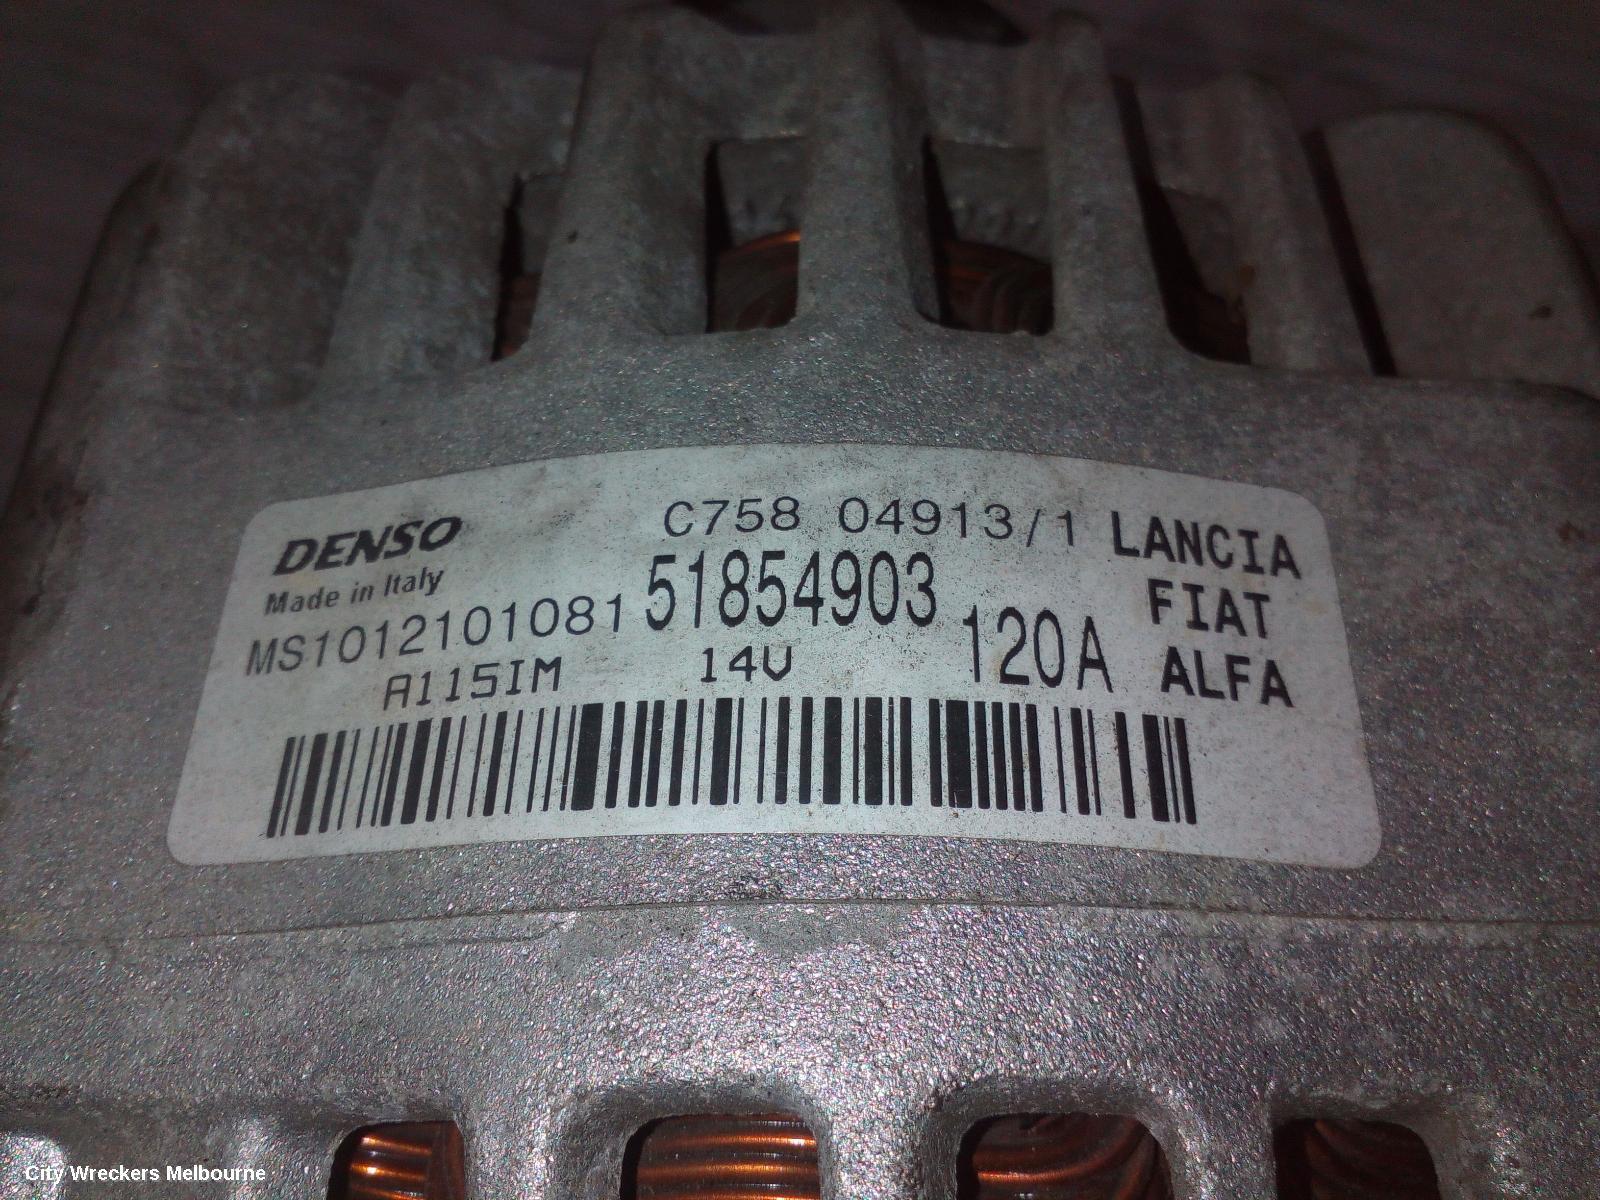 DENSO
Made in Italy
MS1012101081
A115IM
C758 04913/1
51854903
14V
120A
LANCIA
FIAT
ALFA
City Wreckers Melbourne